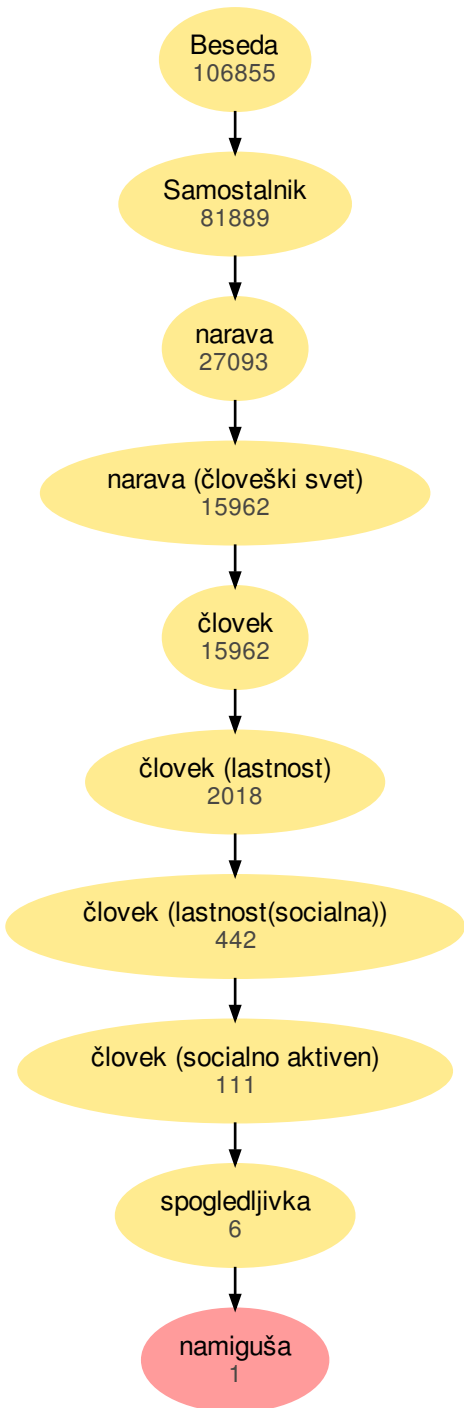 Beseda
106855
Samostalnik
81889
narava
27093
narava (človeški svet)
15962
človek
15962
človek (lastnost)
2018
človek (lastnost(socialna))
442
človek (socialno aktiven)
111
spogledljivka
6
namiguša
1